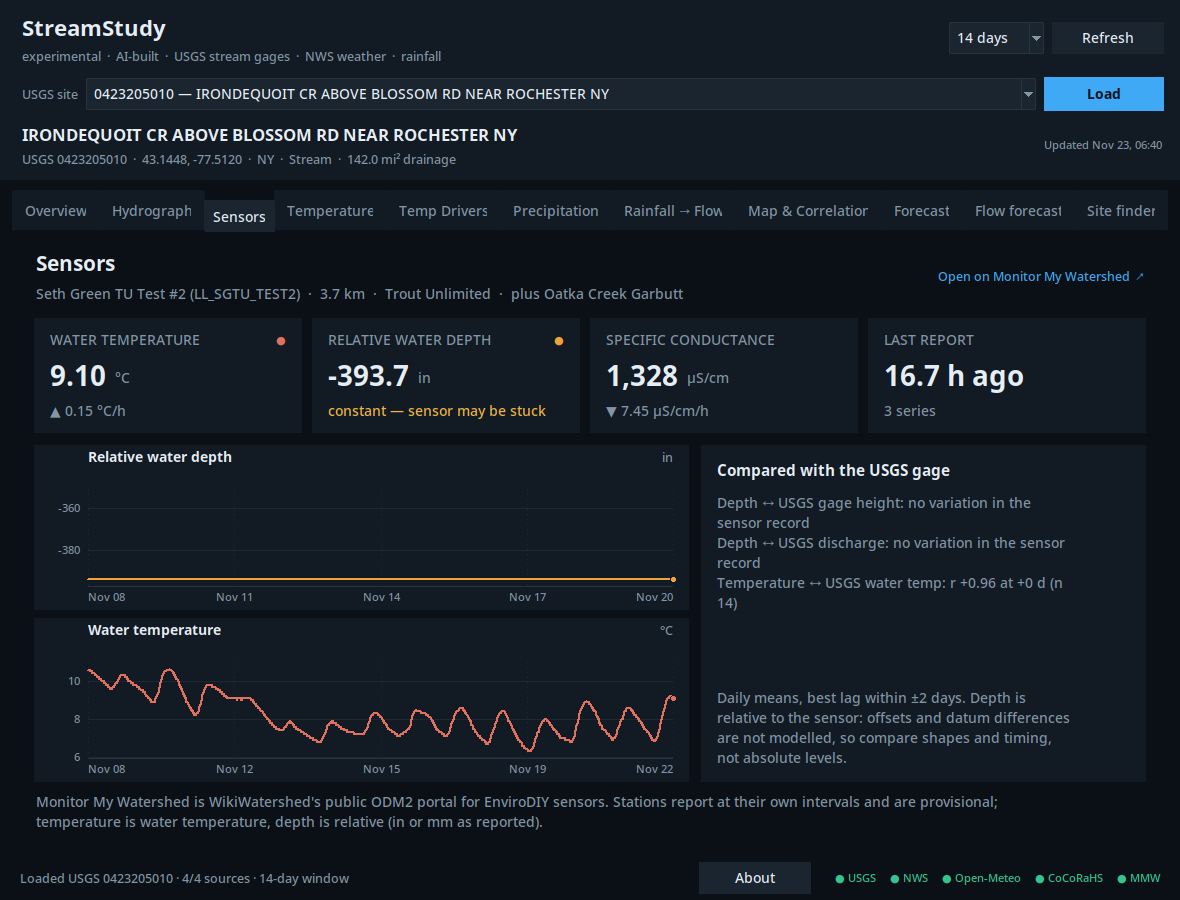 StreamStudy
experimental · AI-built · USGS stream gages · NWS weather · rainfall
14 days
Refresh
USGS site
0423205010 — IRONDEQUOIT CR ABOVE BLOSSOM RD NEAR ROCHESTER NY
Load
IRONDEQUOIT CR ABOVE BLOSSOM RD NEAR ROCHESTER NY
USGS 0423205010 · 43.1448, -77.5120 · NY · Stream · 142.0 mi² drainage
Updated Nov 23, 06:40
Overview Hydrograph Sensors Temperature Temp Drivers Precipitation Rainfall → Flow Map & Correlation Forecast Flow forecast Site finder
Sensors
Seth Green TU Test #2 (LL_SGTU_TEST2) · 3.7 km · Trout Unlimited · plus Oatka Creek Garbutt
Open on Monitor My Watershed ↗
WATER TEMPERATURE
9.10 °C
▲ 0.15 °C/h
RELATIVE WATER DEPTH
-393.7 in
constant — sensor may be stuck
SPECIFIC CONDUCTANCE
1,328 µS/cm
▼ 7.45 µS/cm/h
LAST REPORT
16.7 h ago
3 series
Relative water depth
in
-360
-380
Nov 08 Nov 11 Nov 14 Nov 17 Nov 20
Water temperature
°C
10
8
6
Nov 08 Nov 12 Nov 15 Nov 19 Nov 22
Compared with the USGS gage
Depth ↔ USGS gage height: no variation in the
sensor record
Depth ↔ USGS discharge: no variation in the sensor
record
Temperature ↔ USGS water temp: r +0.96 at +0 d (n
14)
Daily means, best lag within ±2 days. Depth is
relative to the sensor: offsets and datum differences
are not modelled, so compare shapes and timing,
not absolute levels.
Monitor My Watershed is WikiWatershed's public ODM2 portal for EnviroDIY sensors. Stations report at their own intervals and are provisional;
temperature is water temperature, depth is relative (in or mm as reported).
Loaded USGS 0423205010 · 4/4 sources · 14-day window
About
USGS NWS Open-Meteo CoCoRaHS MMW